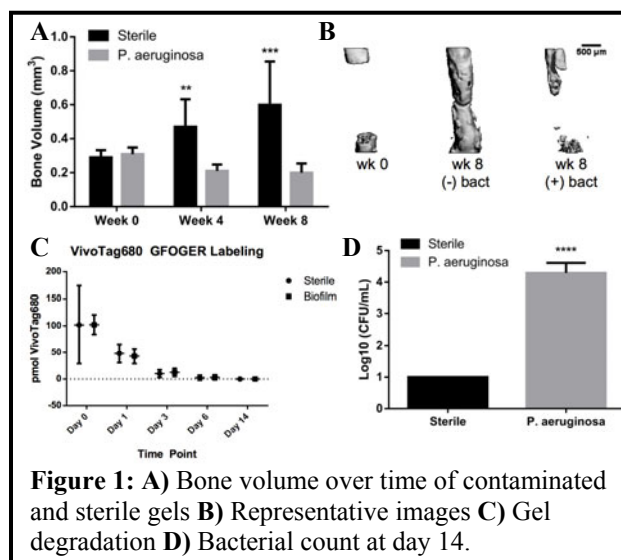 A
Sterile
P. aeruginosa
Bone Volume (mm³)
1.0
0.8
0.6
0.4
0.2
0.0
**
***
Week 0
Week 4
Week 8
B
500 µm
wk 0
wk 8
(-) bact
wk 8
(+) bact
C
VivoTag680 GFOGER Labeling
Sterile
Biofilm
pmol VivoTag680
200
150
100
50
0
-50
Day 0
Day 1
Day 3
Day 6
Day 14
Time Point
D
Sterile
P. aeruginosa
****
Log10 (CFU/mL)
5
4
3
2
1
0
Sterile
P. aeruginosa
Figure 1: A) Bone volume over time of contaminated
and sterile gels B) Representative images C) Gel
degradation D) Bacterial count at day 14.